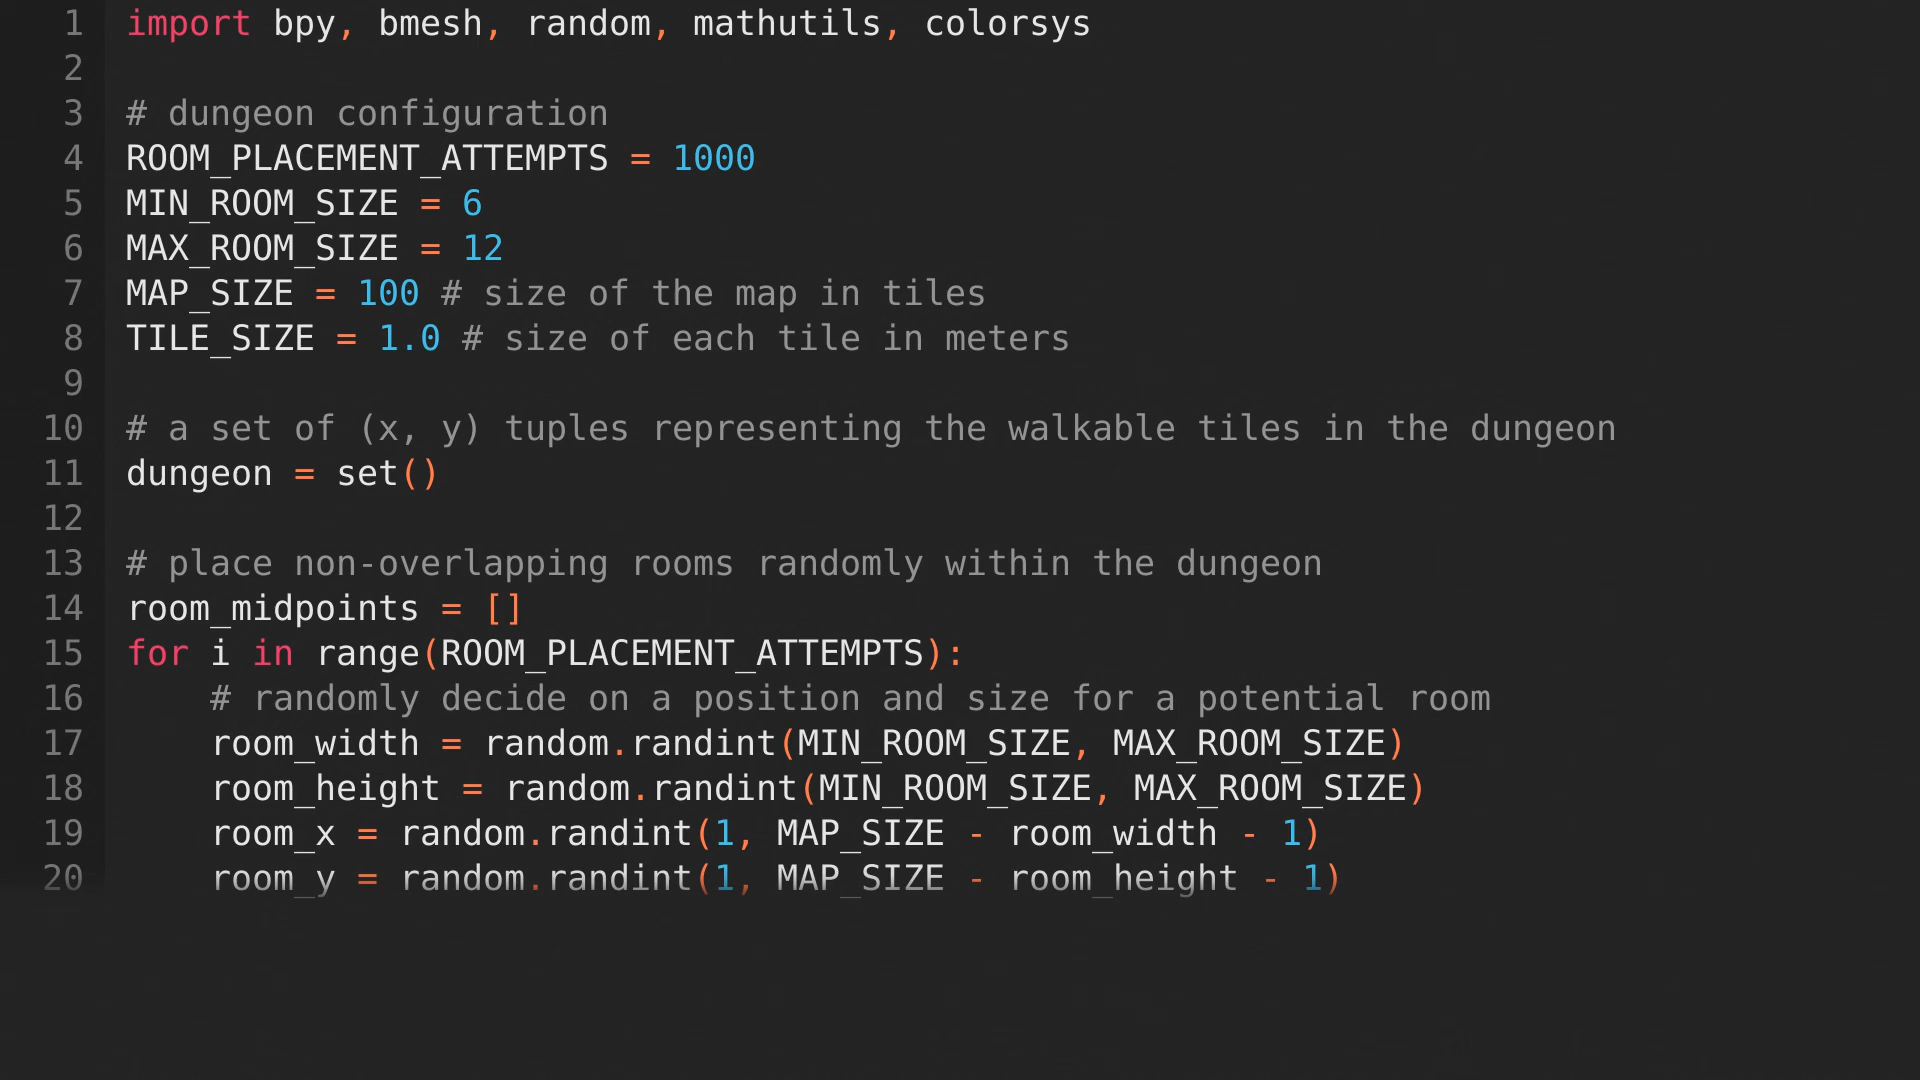 1 import bpy, bmesh, random, mathutils, colorsys
2
3 # dungeon configuration
4 ROOM_PLACEMENT_ATTEMPTS = 1000
5 MIN_ROOM_SIZE = 6
6 MAX_ROOM_SIZE = 12
7 MAP_SIZE = 100 # size of the map in tiles
8 TILE_SIZE = 1.0 # size of each tile in meters
9
10 # a set of (x, y) tuples representing the walkable tiles in the dungeon
11 dungeon = set()
12
13 # place non-overlapping rooms randomly within the dungeon
14 room_midpoints = []
15 for i in range(ROOM_PLACEMENT_ATTEMPTS):
16     # randomly decide on a position and size for a potential room
17     room_width = random.randint(MIN_ROOM_SIZE, MAX_ROOM_SIZE)
18     room_height = random.randint(MIN_ROOM_SIZE, MAX_ROOM_SIZE)
19     room_x = random.randint(1, MAP_SIZE - room_width - 1)
20     room_y = random.randint(1, MAP_SIZE - room_height - 1)